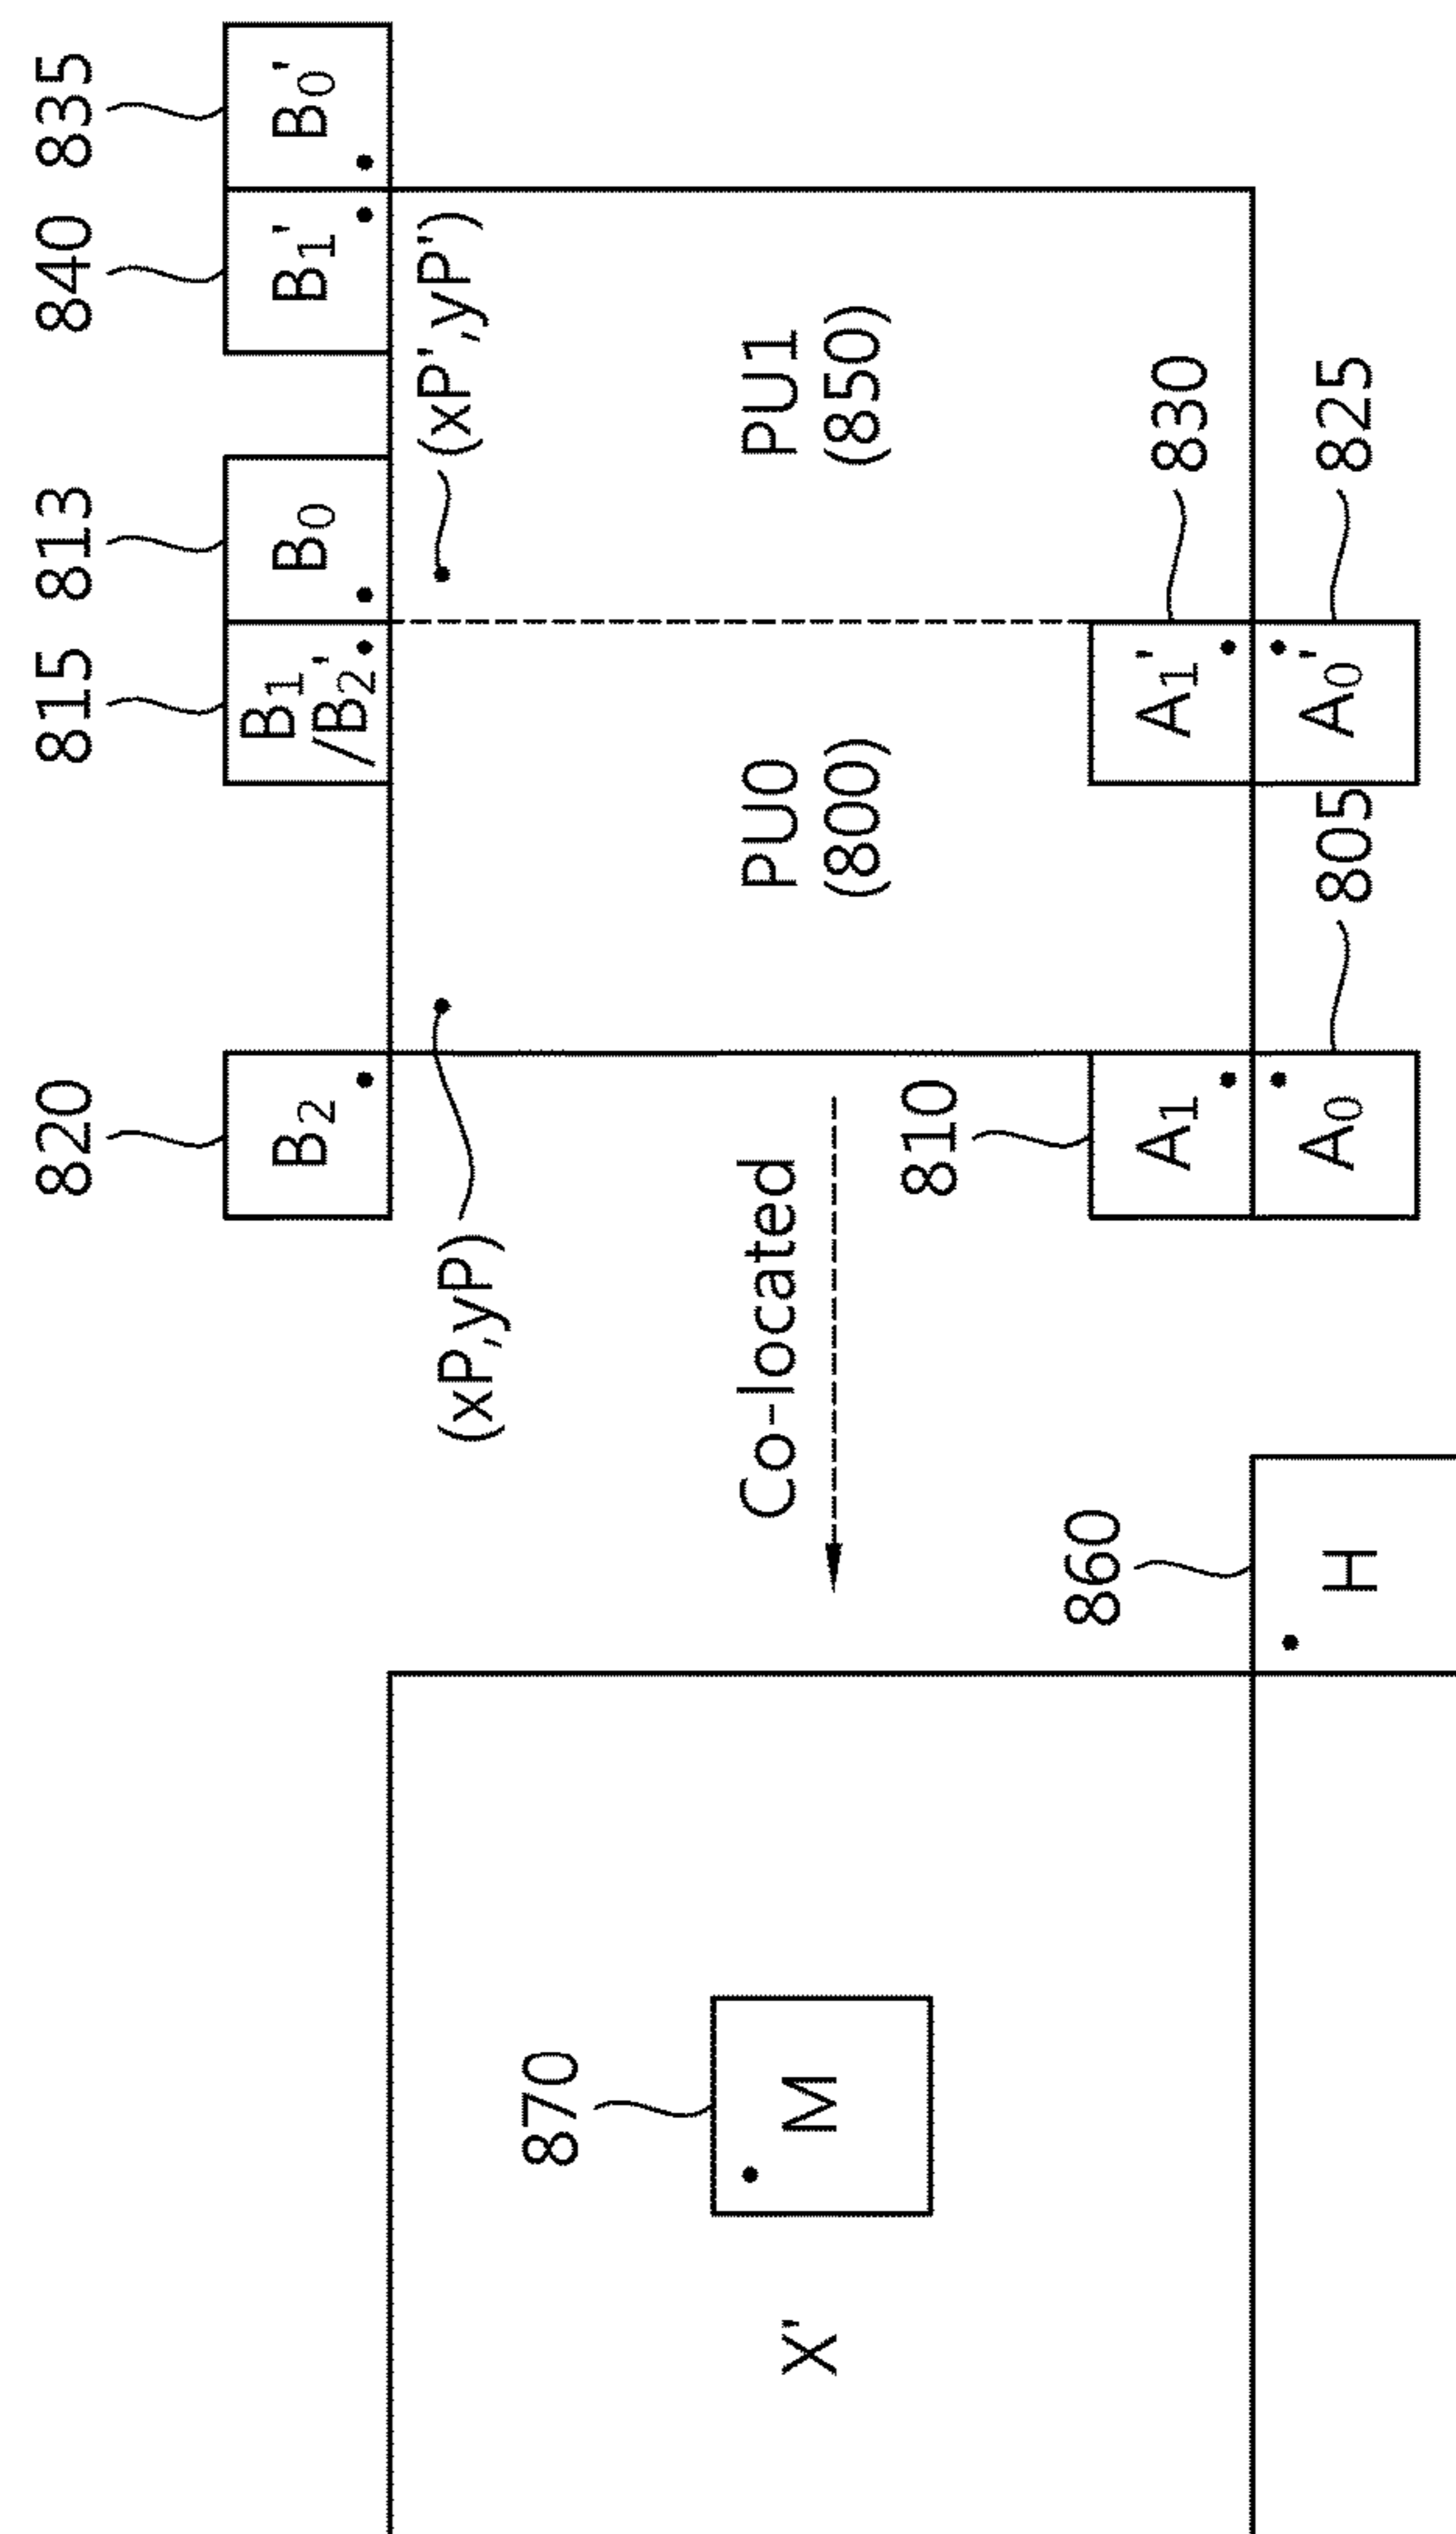 820
815
813
840
835
B₂
B₁
/B₂'
B₀
B₁'
B₀'
(xP,yP)
(xP',yP')
870
X'
M
Co-located
PU0
(800)
PU1
(850)
860
810
A₁
A₁'
830
H
A₀
805
A₀'
825